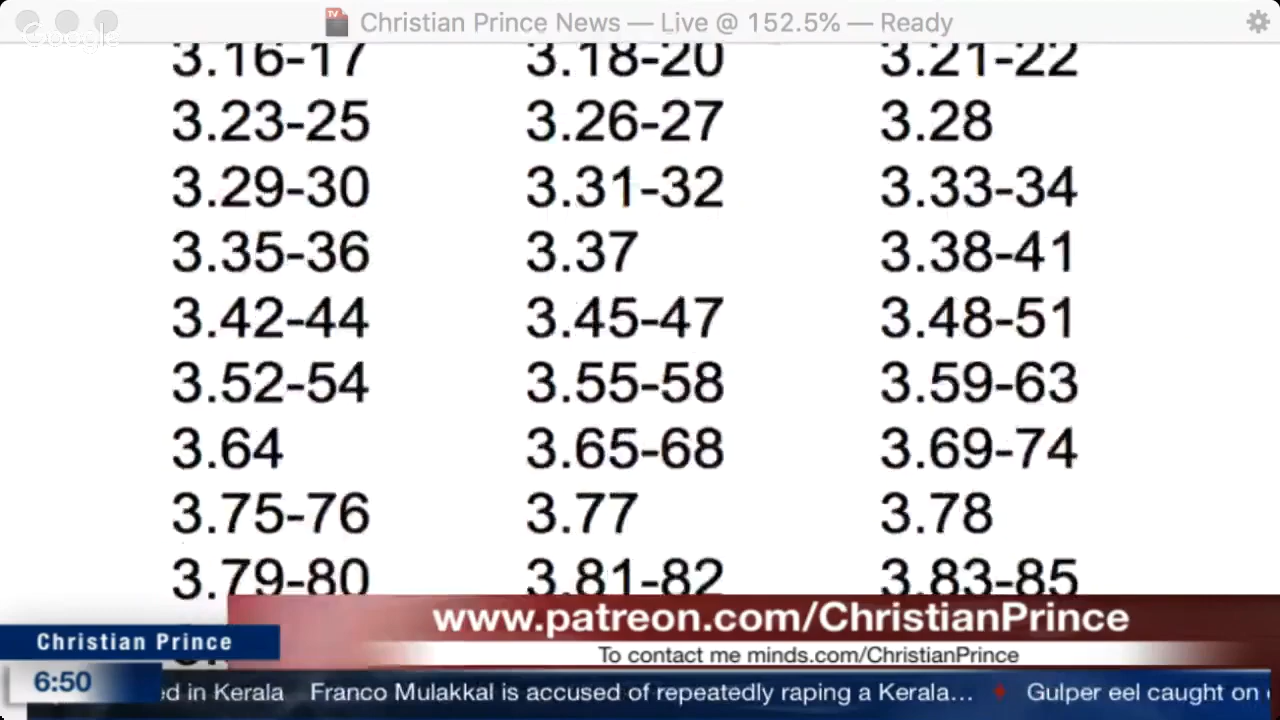 Christian Prince News — Live @ 152.5% — Ready
Google
3.16-17 3.18-20 3.21-22
3.23-25 3.26-27 3.28
3.29-30 3.31-32 3.33-34
3.35-36 3.37 3.38-41
3.42-44 3.45-47 3.48-51
3.52-54 3.55-58 3.59-63
3.64 3.65-68 3.69-74
3.75-76 3.77 3.78
3.79-80 3.81-82 3.83-85
www.patreon.com/ChristianPrince
Christian Prince
To contact me minds.com/ChristianPrince
6:50
ed in Kerala Franco Mulakkal is accused of repeatedly raping a Kerala... Gulper eel caught on